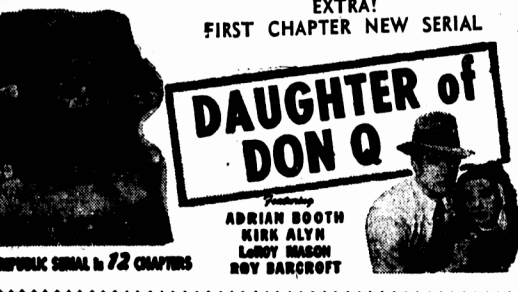 EXTRA!
FIRST CHAPTER NEW SERIAL
DAUGHTER of
DON Q
Featuring
ADRIAN BOOTH
KIRK ALYN
LeROY MASON
ROY BARCROFT
REPUBLIC SERIAL in 12 CHAPTERS